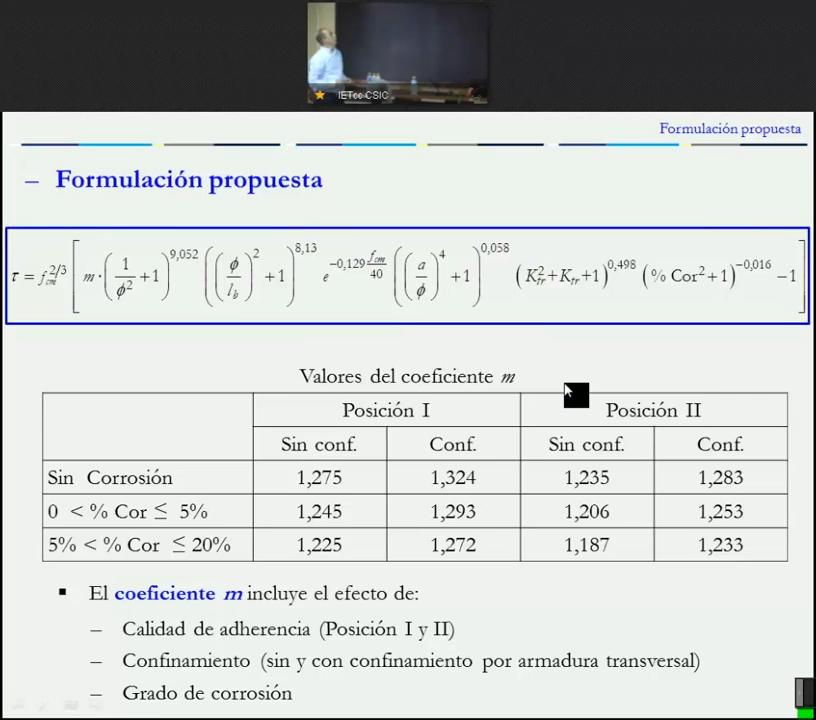 IETcc CSIC
Formulación propuesta
– Formulación propuesta
τ = f_cm^{2/3} [ m·(1/ϕ² +1)^{9,052} ((ϕ/l_b)² +1)^{8,13} e^{−0,129 f_cm/40} ((a/ϕ)⁴ +1)^{0,058} (K_tr² + K_tr +1)^{0,498} (% Cor² +1)^{−0,016} −1 ]
Valores del coeficiente m
Posición I Posición II
Sin conf. Conf. Sin conf. Conf.
Sin Corrosión 1,275 1,324 1,235 1,283
0 < % Cor ≤ 5% 1,245 1,293 1,206 1,253
5% < % Cor ≤ 20% 1,225 1,272 1,187 1,233
▪ El coeficiente m incluye el efecto de:
– Calidad de adherencia (Posición I y II)
– Confinamiento (sin y con confinamiento por armadura transversal)
– Grado de corrosión